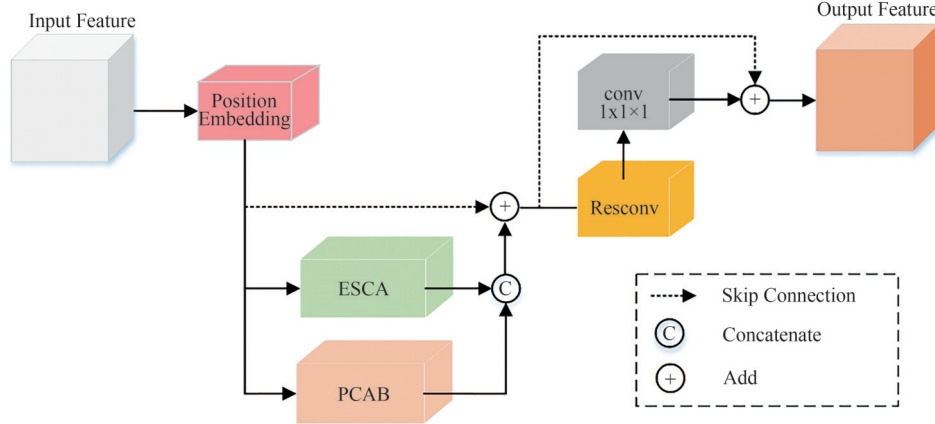 Input Feature
Output Feature
Position
Embedding
conv
1x1×1
+
+
Resconv
ESCA
C
PCAB
Skip Connection
C
Concatenate
+
Add